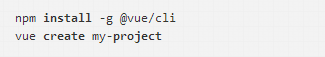 npm install -g @vue/cli
vue create my-project